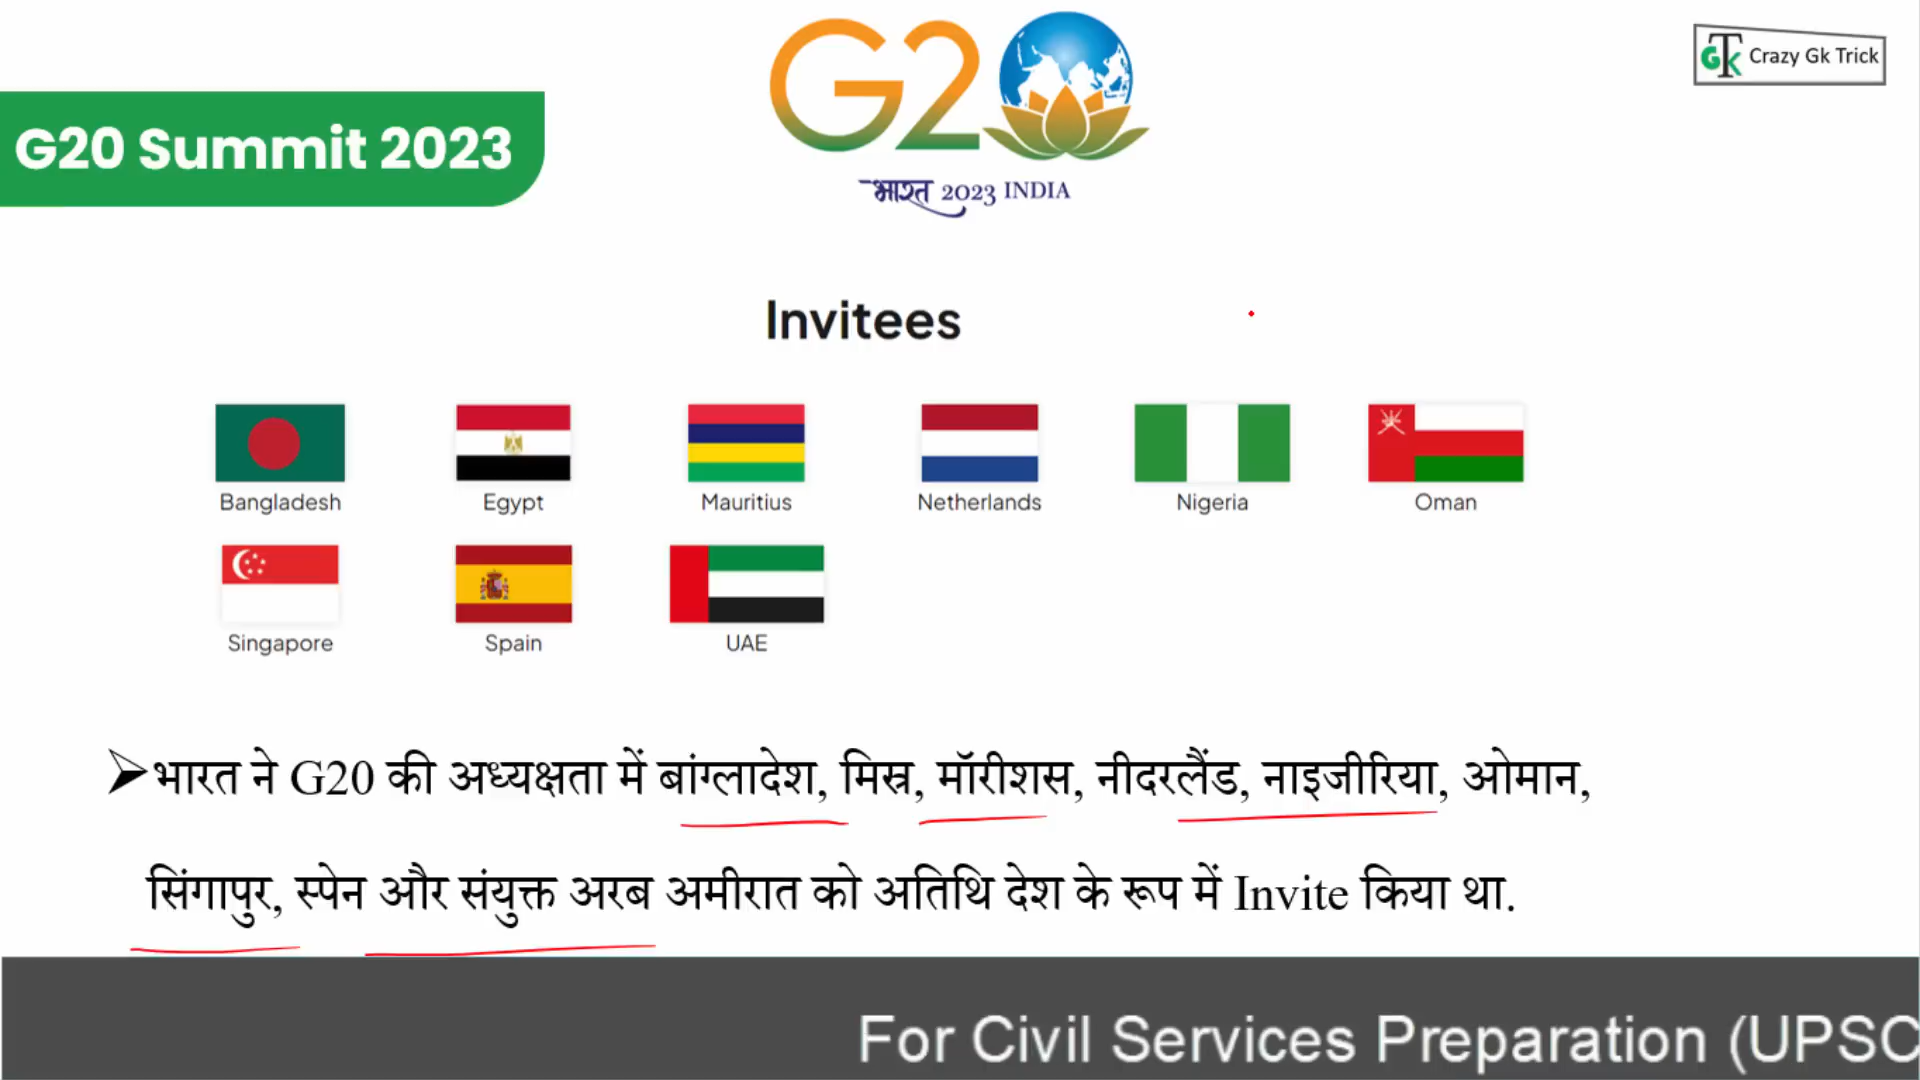 G20
भारत 2023 INDIA
GTK Crazy Gk Trick
G20 Summit 2023
Invitees
Bangladesh Egypt Mauritius Netherlands Nigeria Oman
Singapore Spain UAE
➢भारत ने G20 की अध्यक्षता में बांग्लादेश, मिस्र, मॉरीशस, नीदरलैंड, नाइजीरिया, ओमान,
सिंगापुर, स्पेन और संयुक्त अरब अमीरात को अतिथि देश के रूप में Invite किया था.
For Civil Services Preparation (UPSC